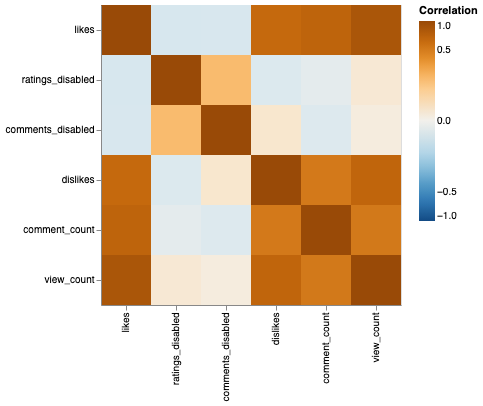 Correlation
1.0
0.5
0.0
−0.5
−1.0
likes
ratings_disabled
comments_disabled
dislikes
comment_count
view_count
likes
ratings_disabled
comments_disabled
dislikes
comment_count
view_count